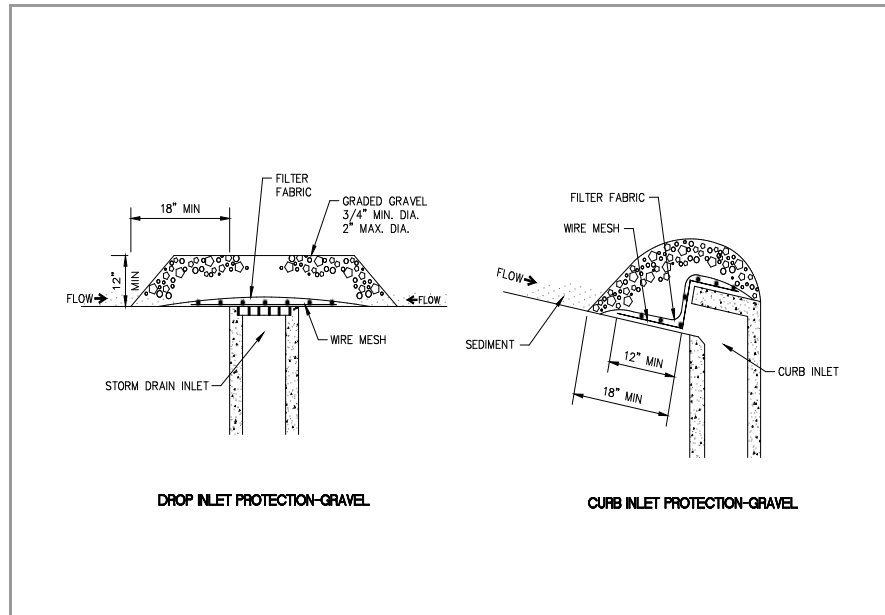 FILTER
FABRIC
18" MIN
GRADED GRAVEL
3/4" MIN. DIA.
2" MAX. DIA.
12"
MIN
FLOW
FLOW
WIRE MESH
STORM DRAIN INLET
DROP INLET PROTECTION-GRAVEL
FILTER FABRIC
WIRE MESH
FLOW
SEDIMENT
12" MIN
18" MIN
CURB INLET
CURB INLET PROTECTION-GRAVEL